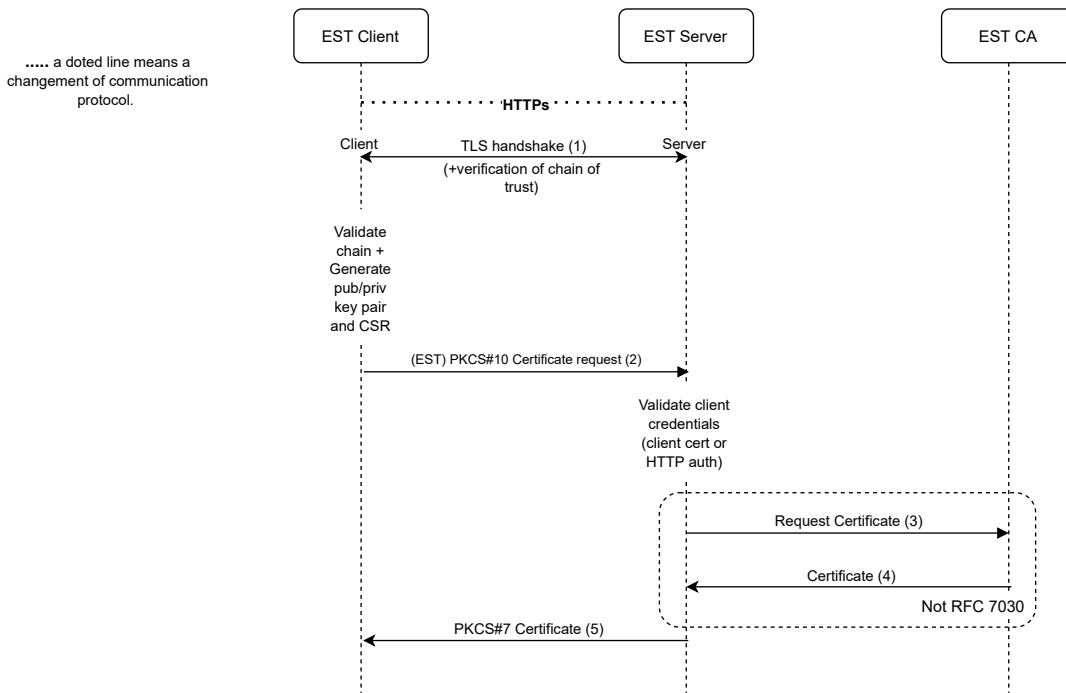 EST Client
EST Server
EST CA
..... a doted line means a
changement of communication
protocol.
HTTPs
Client
TLS handshake (1)
Server
(+verification of chain of
trust)
Validate
chain +
Generate
pub/priv
key pair
and CSR
(EST) PKCS#10 Certificate request (2)
Validate client
credentials
(client cert or
HTTP auth)
Request Certificate (3)
Certificate (4)
Not RFC 7030
PKCS#7 Certificate (5)